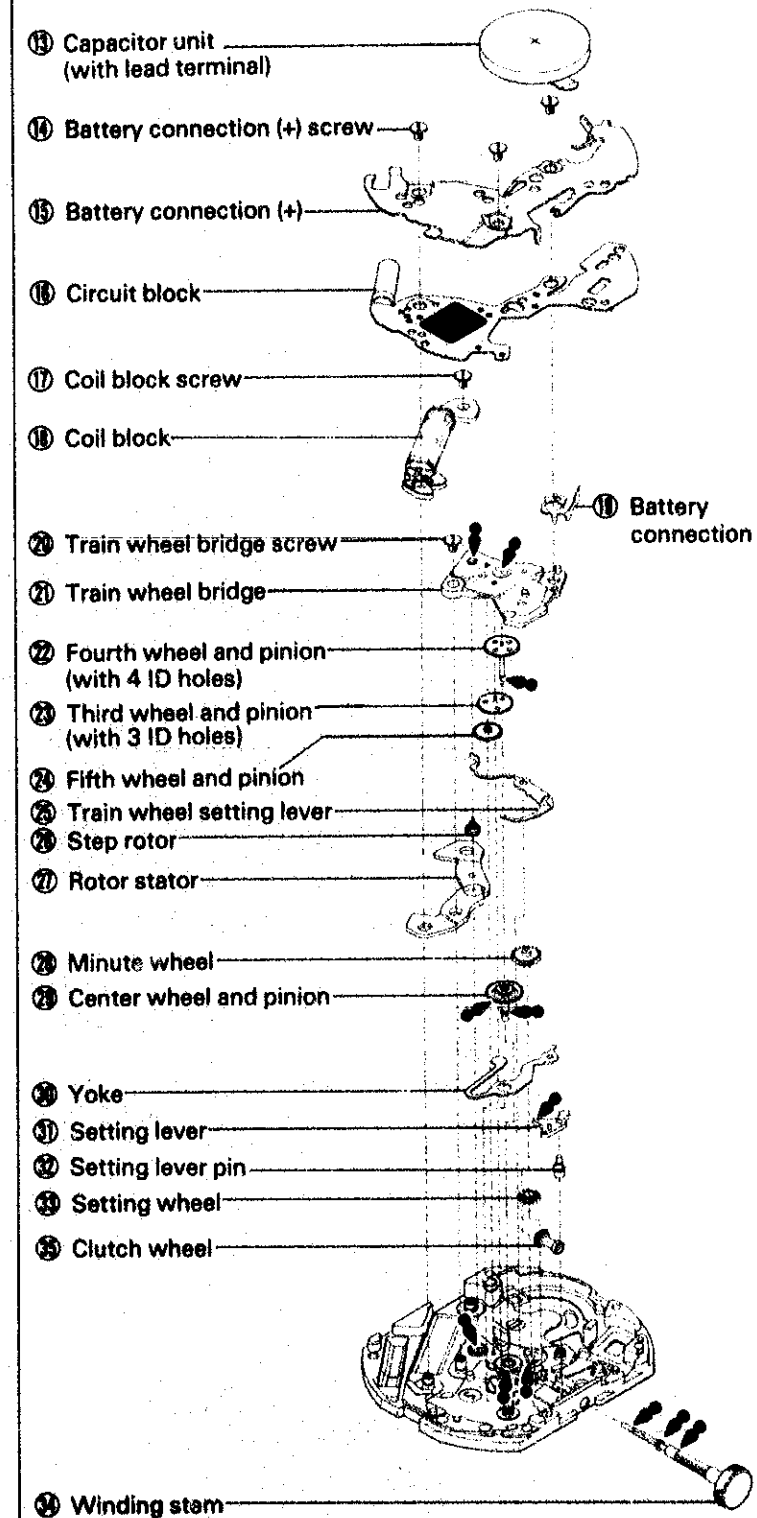 ⑬ Capacitor unit
(with lead terminal)
⑭ Battery connection (+) screw
⑮ Battery connection (+)
⑯ Circuit block
⑰ Coil block screw
⑱ Coil block
⑲ Battery
connection
⑳ Train wheel bridge screw
㉑ Train wheel bridge
㉒ Fourth wheel and pinion
(with 4 ID holes)
㉓ Third wheel and pinion
(with 3 ID holes)
㉔ Fifth wheel and pinion
㉕ Train wheel setting lever
㉖ Step rotor
㉗ Rotor stator
㉘ Minute wheel
㉙ Center wheel and pinion
㉚ Yoke
㉛ Setting lever
㉜ Setting lever pin
㉝ Setting wheel
㉟ Clutch wheel
㉞ Winding stem